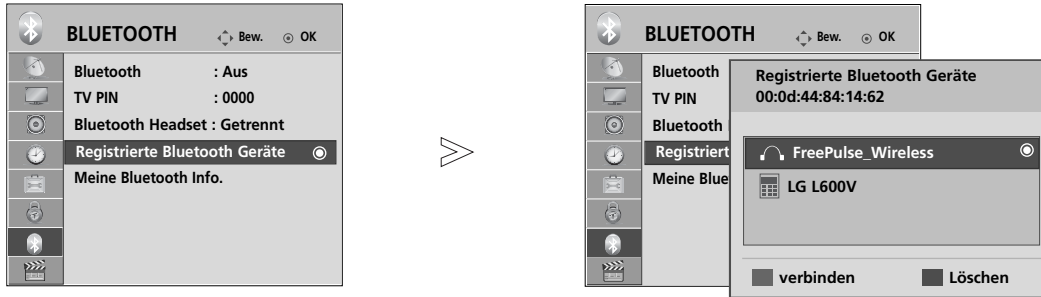 BLUETOOTH Bew. OK
Bluetooth : Aus
TV PIN : 0000
Bluetooth Headset : Getrennt
Registrierte Bluetooth Geräte
Meine Bluetooth Info.
BLUETOOTH Bew. OK
Bluetooth
TV PIN
Bluetooth
Registriert
Meine Blue
Registrierte Bluetooth Geräte
00:0d:44:84:14:62
FreePulse_Wireless
LG L600V
verbinden Löschen